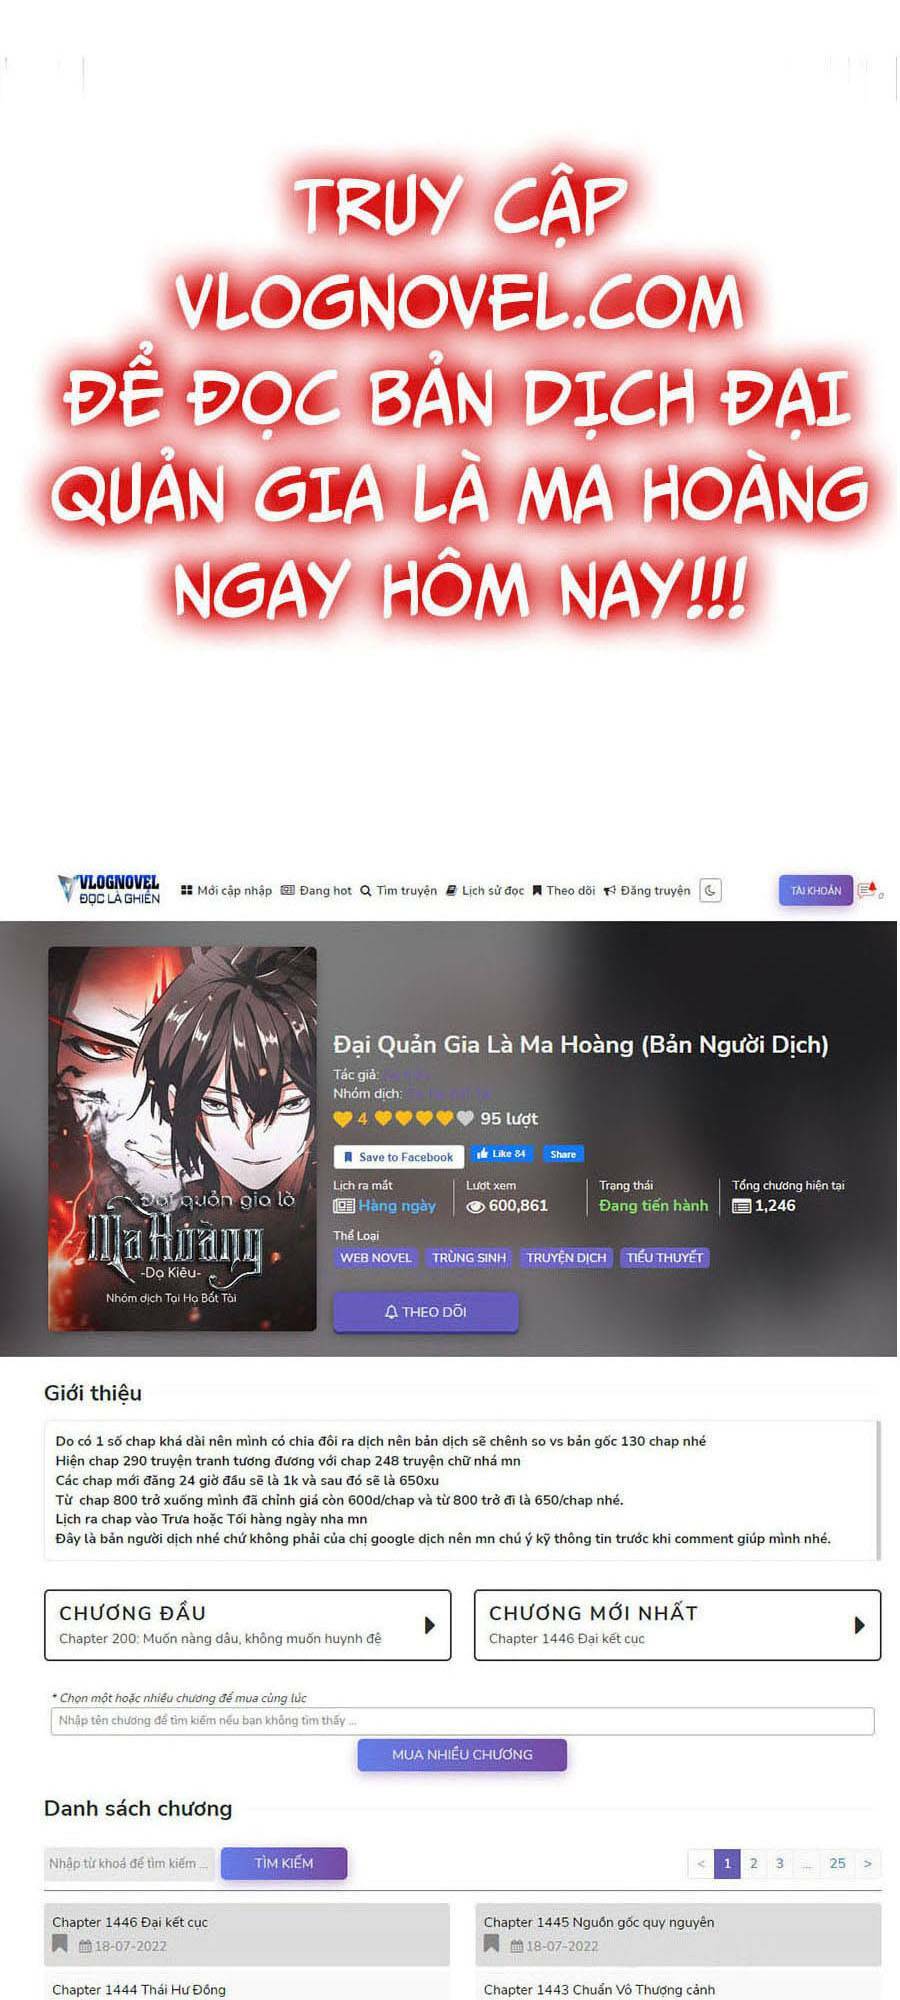 TRUY CẬP
VLOGNOVEL.COM
ĐỂ ĐỌC BẢN DỊCH ĐẠI
QUẢN GIA LÀ MA HOÀNG
NGAY HÔM NAY!!!
VLOGNOVEL
ĐỌC LÀ GHIỀN
Mới cập nhập Đang hot Tìm truyện Lịch sử đọc Theo dõi Đăng truyện
TÀI KHOẢN
0
Đại quản gia là
Ma Hoàng
-Dạ Kiêu-
Nhóm dịch Tại Hạ Bất Tài
Đại Quản Gia Là Ma Hoàng (Bản Người Dịch)
Tác giả:
Nhóm dịch:
4 95 lượt
Save to Facebook Like 84 Share
Lịch ra mắt Lượt xem Trạng thái Tổng chương hiện tại
Hàng ngày 600,861 Đang tiến hành 1,246
Thể Loại
WEB NOVEL TRÙNG SINH TRUYỆN DỊCH TIỂU THUYẾT
THEO DÕI
Giới thiệu
Do có 1 số chap khá dài nên mình có chia đôi ra dịch nên bản dịch sẽ chênh so vs bản gốc 130 chap nhé
Hiện chap 290 truyện tranh tương đương với chap 248 truyện chữ nhá mn
Các chap mới đăng 24 giờ đầu sẽ là 1k và sau đó sẽ là 650xu
Từ chap 800 trở xuống mình đã chỉnh giá còn 600đ/chap và từ 800 trở đi là 650/chap nhé.
Lịch ra chap vào Trưa hoặc Tối hàng ngày nha mn
Đây là bản người dịch nhé chứ không phải của chị google dịch nên mn chú ý kỹ thông tin trước khi comment giúp mình nhé.
CHƯƠNG ĐẦU
Chapter 200: Muốn nàng dâu, không muốn huynh đệ
CHƯƠNG MỚI NHẤT
Chapter 1446 Đại kết cục
* Chọn một hoặc nhiều chương để mua cùng lúc
Nhập tên chương để tìm kiếm nếu bạn không tìm thấy ...
MUA NHIỀU CHƯƠNG
Danh sách chương
Nhập từ khoá để tìm kiếm ... TÌM KIẾM < 1 2 3 ... 25 >
Chapter 1446 Đại kết cục
18-07-2022
Chapter 1445 Nguồn gốc quy nguyên
18-07-2022
Chapter 1444 Thái Hư Đồng
Chapter 1443 Chuẩn Vô Thượng cảnh